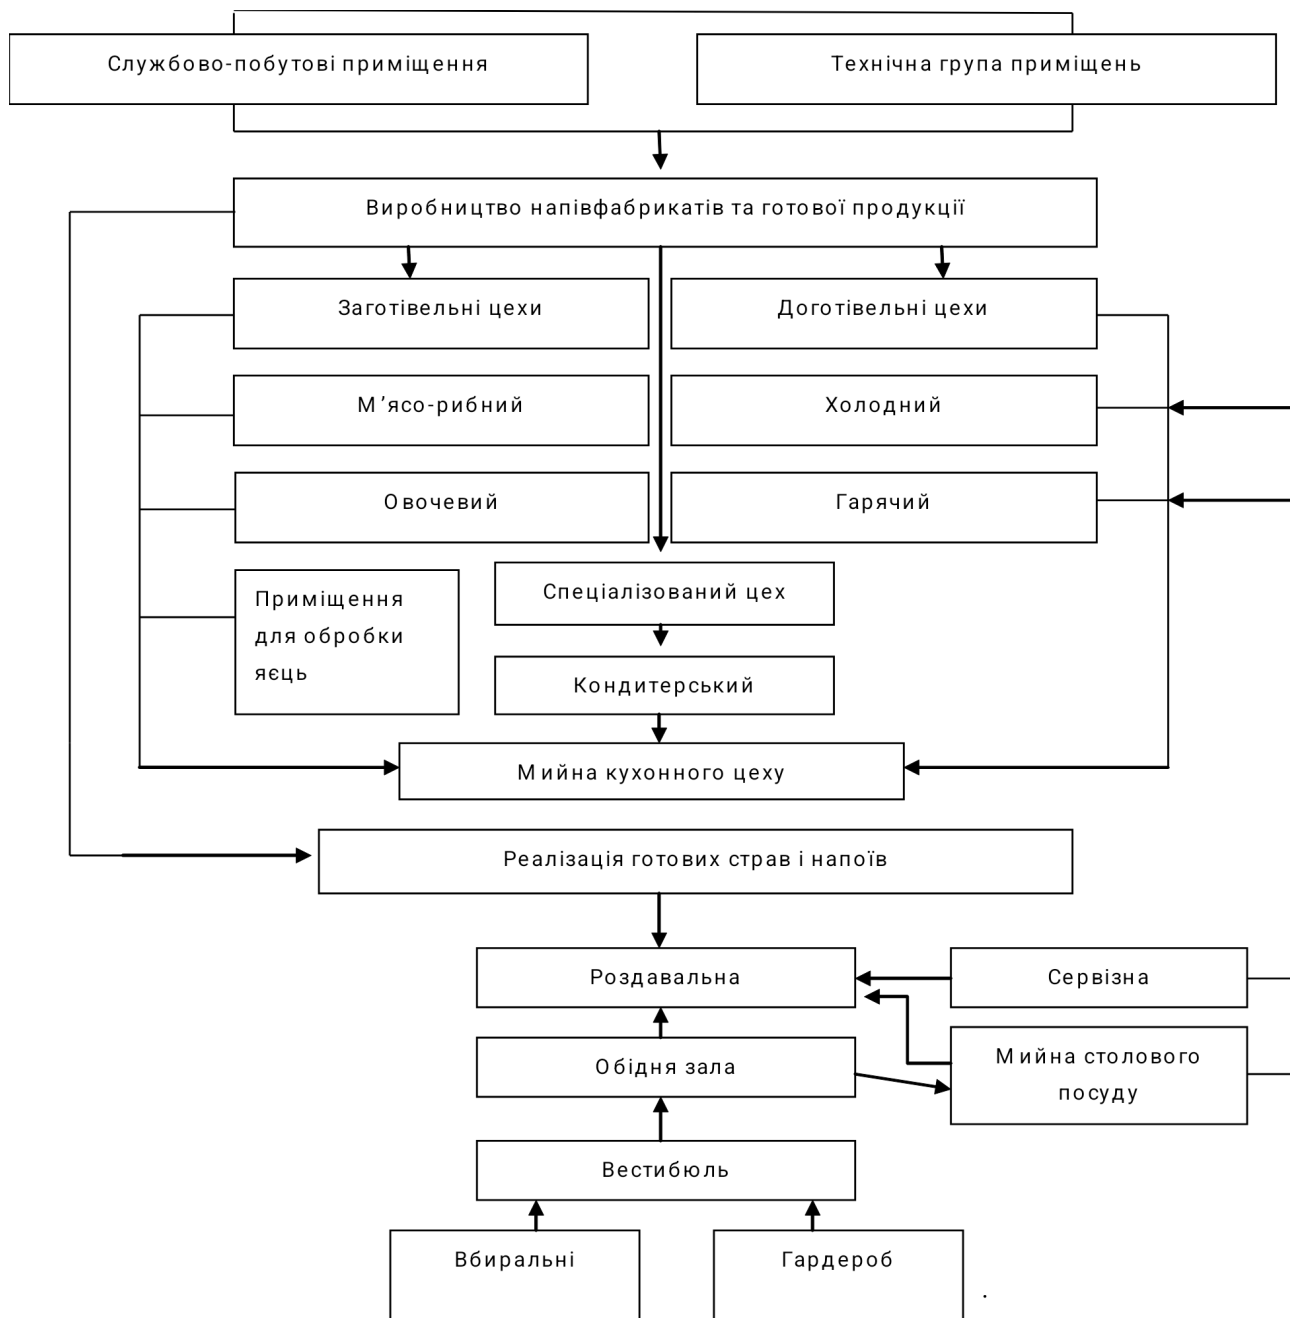 Службово-побутові приміщення
Технічна група приміщень
Виробництво напівфабрикатів та готової продукції
Заготівельні цехи
Доготівельні цехи
М’ясо-рибний
Холодний
Овочевий
Гарячий
Приміщення
для обробки
яєць
Спеціалізований цех
Кондитерський
Мийна кухонного цеху
Реалізація готових страв і напоїв
Роздавальна
Сервізна
Обідня зала
Мийна столового
посуду
Вестибюль
Вбиральні
Гардероб
.